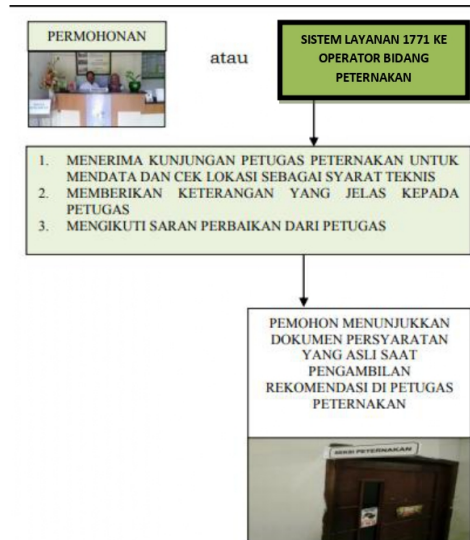 PERMOHONAN
atau
SISTEM LAYANAN 1771 KE
OPERATOR BIDANG
PETERNAKAN
1. MENERIMA KUNJUNGAN PETUGAS PETERNAKAN UNTUK
MENDATA DAN CEK LOKASI SEBAGAI SYARAT TEKNIS
2. MEMBERIKAN KETERANGAN YANG JELAS KEPADA
PETUGAS
3. MENGIKUTI SARAN PERBAIKAN DARI PETUGAS
PEMOHON MENUNJUKKAN
DOKUMEN PERSYARATAN
YANG ASLI SAAT
PENGAMBILAN
REKOMENDASI DI PETUGAS
PETERNAKAN
SEKSI PETERNAKAN